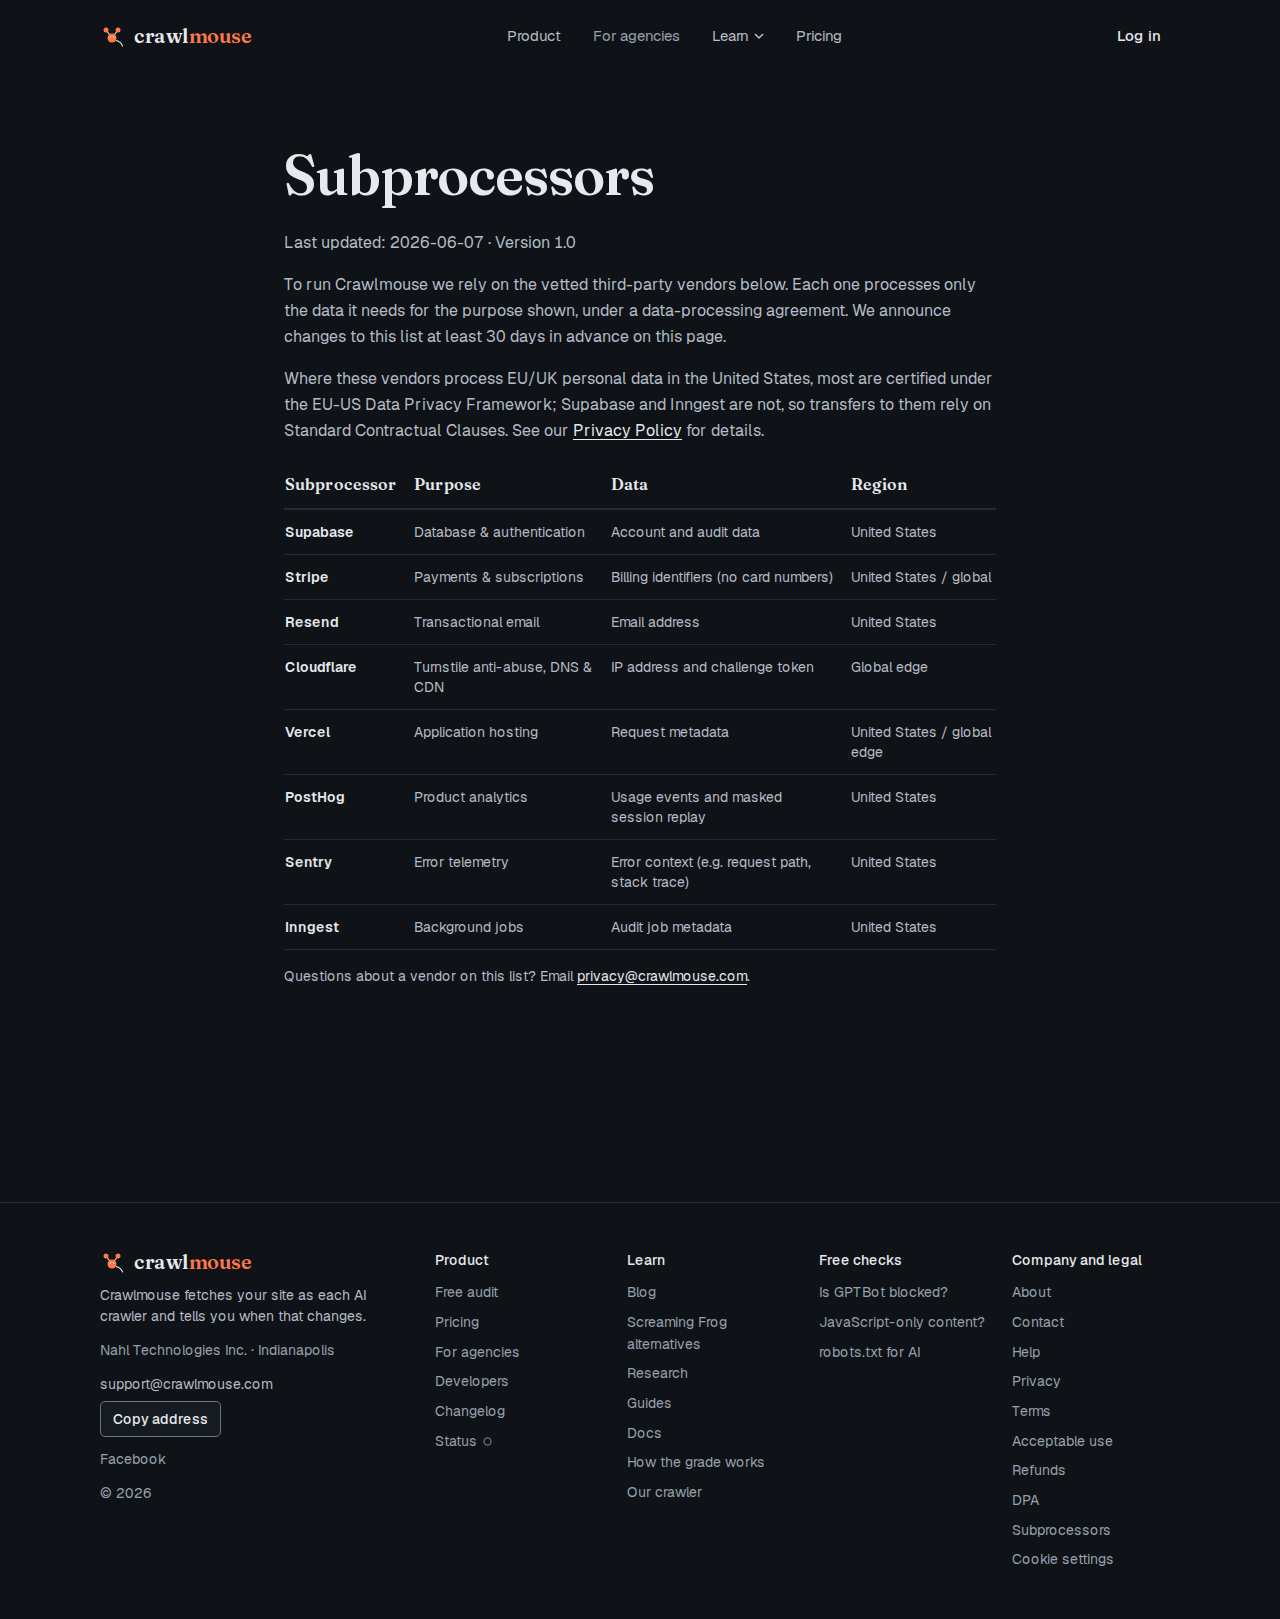 crawlmouse
Product For agencies Learn Pricing
Log in
Subprocessors
Last updated: 2026-06-07 · Version 1.0
To run Crawlmouse we rely on the vetted third-party vendors below. Each one processes only
the data it needs for the purpose shown, under a data-processing agreement. We announce
changes to this list at least 30 days in advance on this page.
Where these vendors process EU/UK personal data in the United States, most are certified under
the EU-US Data Privacy Framework; Supabase and Inngest are not, so transfers to them rely on
Standard Contractual Clauses. See our Privacy Policy for details.
Subprocessor Purpose Data Region
Supabase Database & authentication Account and audit data United States
Stripe Payments & subscriptions Billing identifiers (no card numbers) United States / global
Resend Transactional email Email address United States
Cloudflare Turnstile anti-abuse, DNS & IP address and challenge token Global edge
CDN
Vercel Application hosting Request metadata United States / global
edge
PostHog Product analytics Usage events and masked United States
session replay
Sentry Error telemetry Error context (e.g. request path, United States
stack trace)
Inngest Background jobs Audit job metadata United States
Questions about a vendor on this list? Email privacy@crawlmouse.com.
crawlmouse
Crawlmouse fetches your site as each AI
crawler and tells you when that changes.
Nahl Technologies Inc. · Indianapolis
support@crawlmouse.com
Copy address
Facebook
© 2026
Product
Free audit
Pricing
For agencies
Developers
Changelog
Status
Learn
Blog
Screaming Frog
alternatives
Research
Guides
Docs
How the grade works
Our crawler
Free checks
Is GPTBot blocked?
JavaScript-only content?
robots.txt for AI
Company and legal
About
Contact
Help
Privacy
Terms
Acceptable use
Refunds
DPA
Subprocessors
Cookie settings